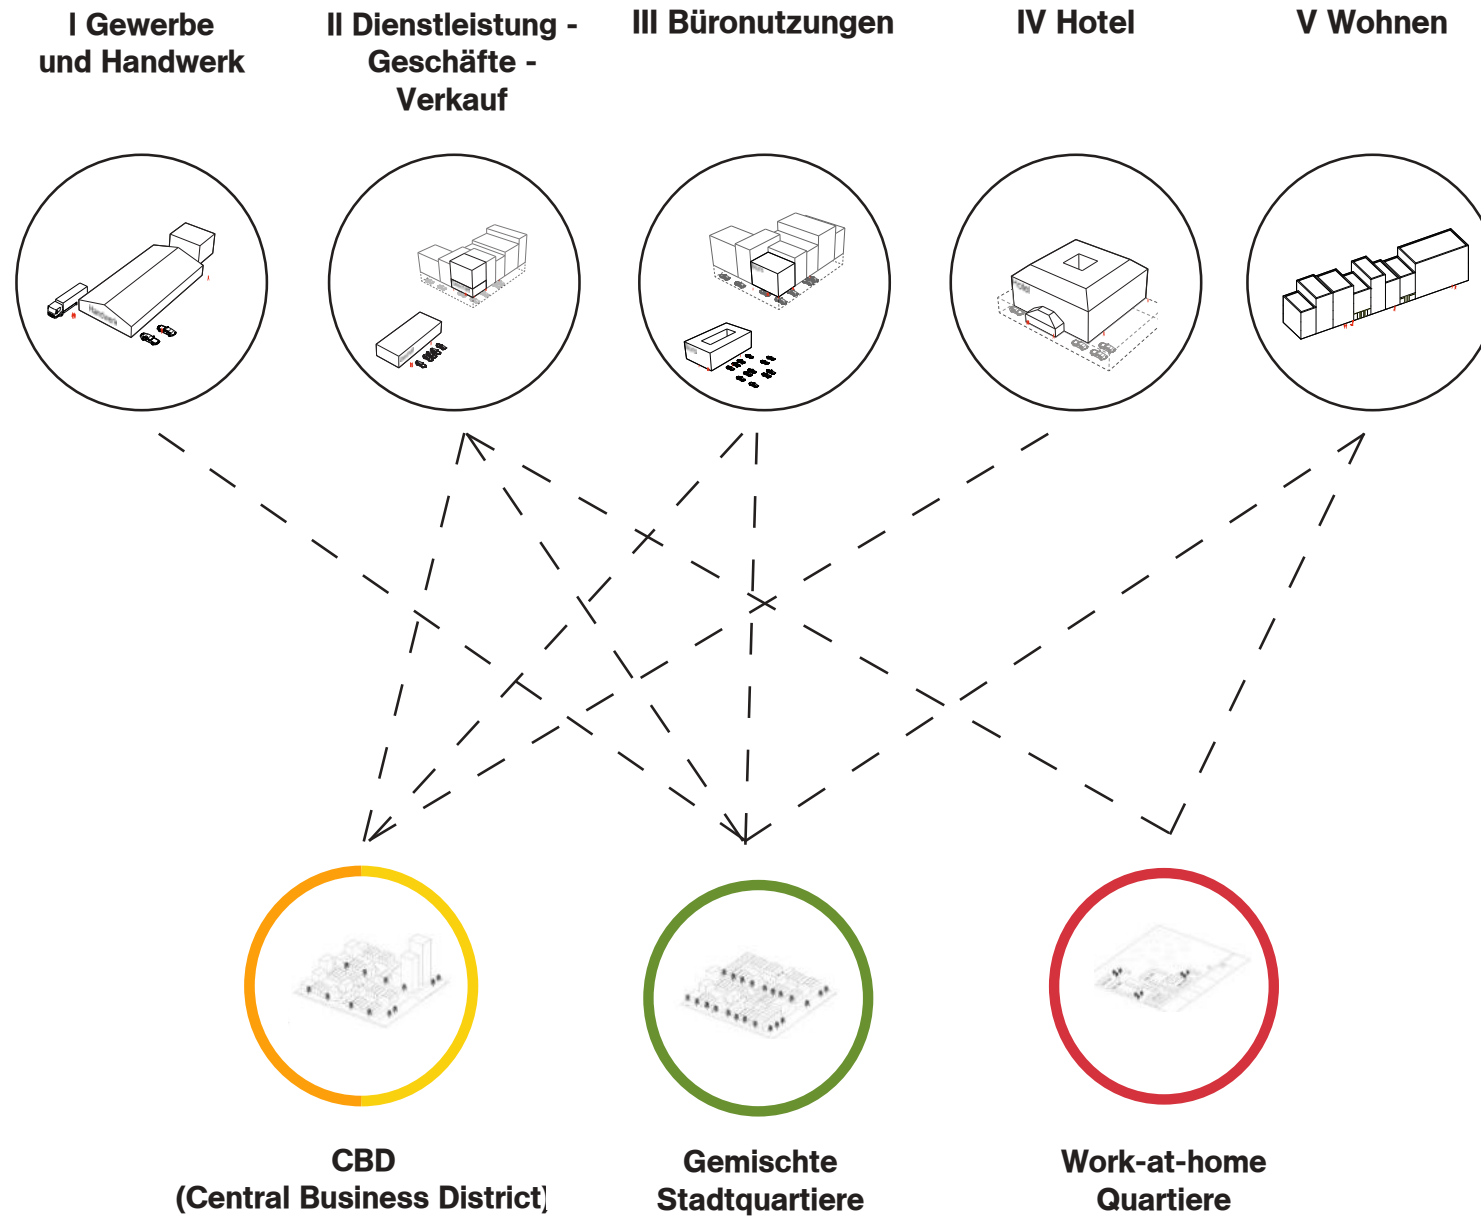 I Gewerbe
und Handwerk
II Dienstleistung -
Geschäfte -
Verkauf
III Büronutzungen
IV Hotel
V Wohnen
Handwerk
CBD
(Central Business District)
Gemischte
Stadtquartiere
Work-at-home
Quartiere